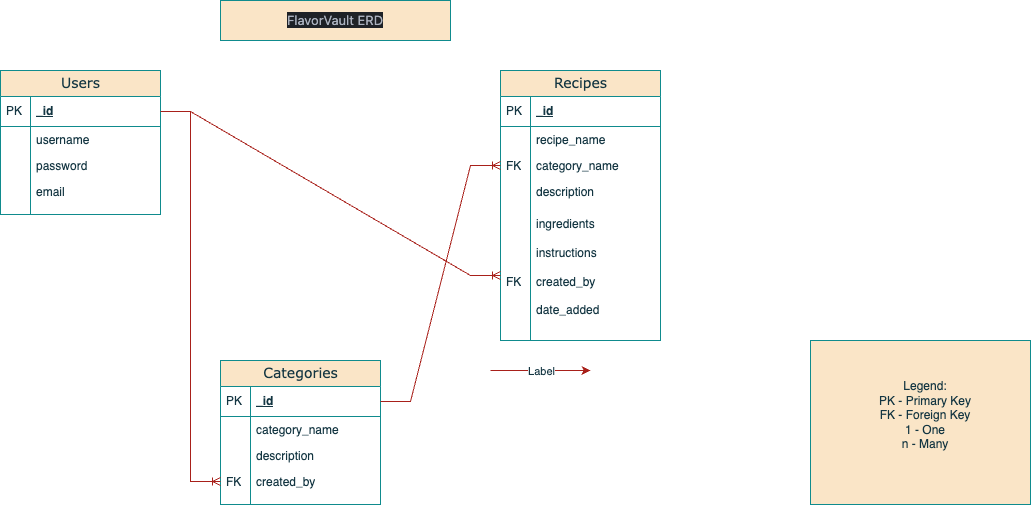 FlavorVault ERD
Users
PK _id
username
password
email
Recipes
PK _id
recipe_name
FK category_name
description
ingredients
instructions
FK created_by
date_added
Categories
PK _id
category_name
description
FK created_by
Label
Legend:
PK - Primary Key
FK - Foreign Key
1 - One
n - Many